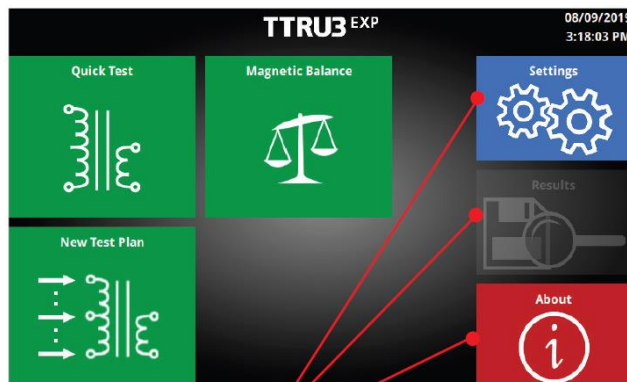 TTRU3 EXP
08/09/2019
3:18:03 PM
Quick Test
Magnetic Balance
Settings
Results
New Test Plan
About
i